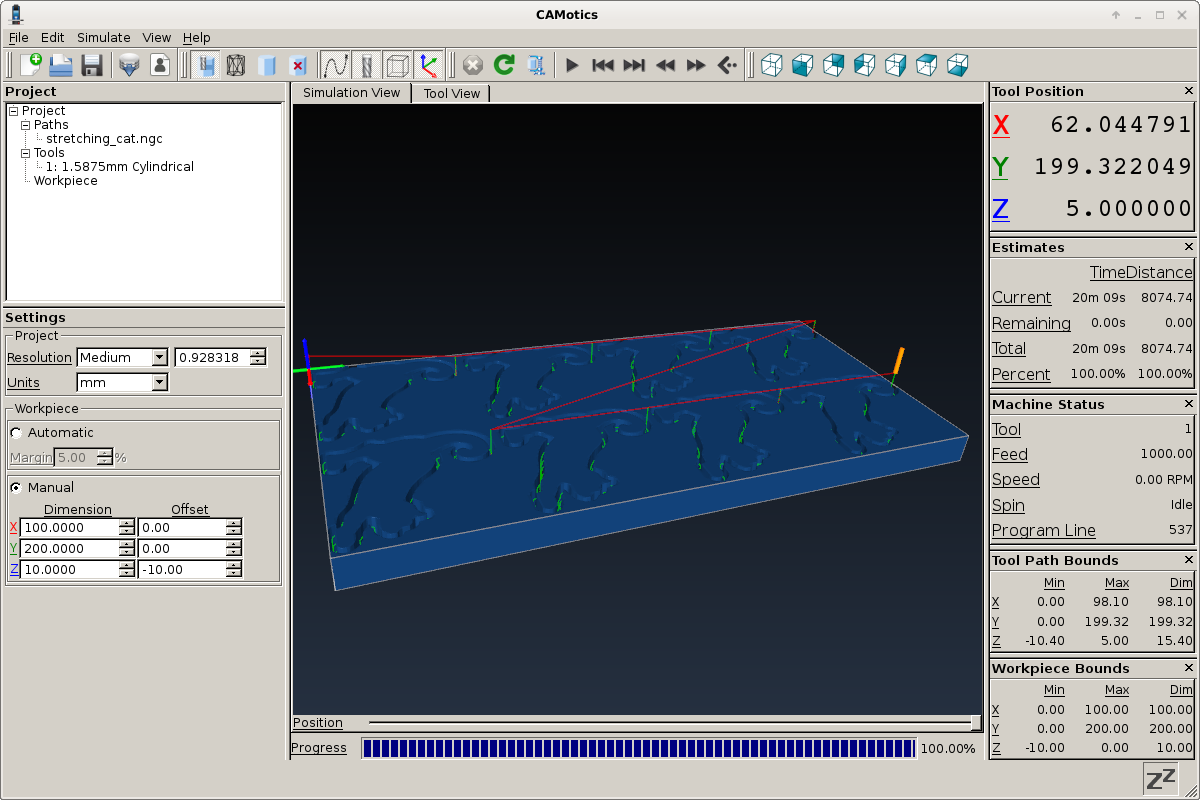 CAMotics
File Edit Simulate View Help
Project
Project
Paths
stretching_cat.ngc
Tools
1: 1.5875mm Cylindrical
Workpiece
Settings
Project
Resolution Medium 0.928318
Units mm
Workpiece
Automatic
Margin 5.00 %
Manual
Dimension Offset
X 100.0000 0.00
Y 200.0000 0.00
Z 10.0000 -10.00
Simulation View Tool View
Position
Progress 100.00%
Tool Position
X 62.044791
Y 199.322049
Z 5.000000
Estimates
Time Distance
Current 20m 09s 8074.74
Remaining 0.00s 0.00
Total 20m 09s 8074.74
Percent 100.00% 100.00%
Machine Status
Tool 1
Feed 1000.00
Speed 0.00 RPM
Spin Idle
Program Line 537
Tool Path Bounds
Min Max Dim
X 0.00 98.10 98.10
Y 0.00 199.32 199.32
Z -10.40 5.00 15.40
Workpiece Bounds
Min Max Dim
X 0.00 100.00 100.00
Y 0.00 200.00 200.00
Z -10.00 0.00 10.00
zZ